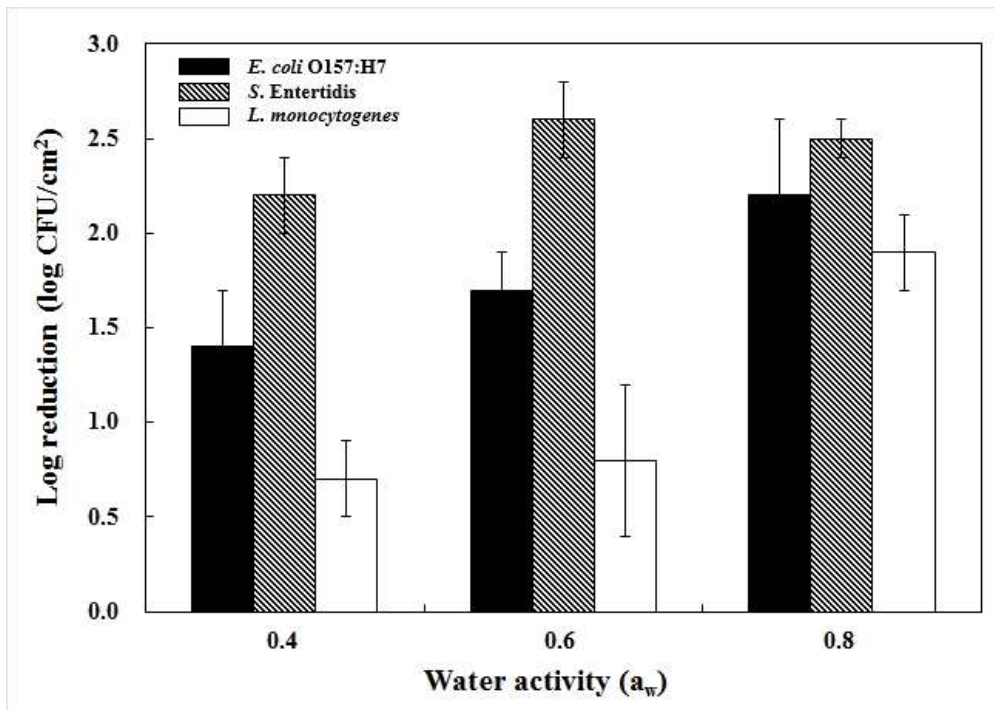 3.0
2.5
2.0
1.5
1.0
0.5
0.0
Log reduction (log CFU/cm²)
E. coli O157:H7
S. Entertidis
L. monocytogenes
0.4 0.6 0.8
Water activity (aw)